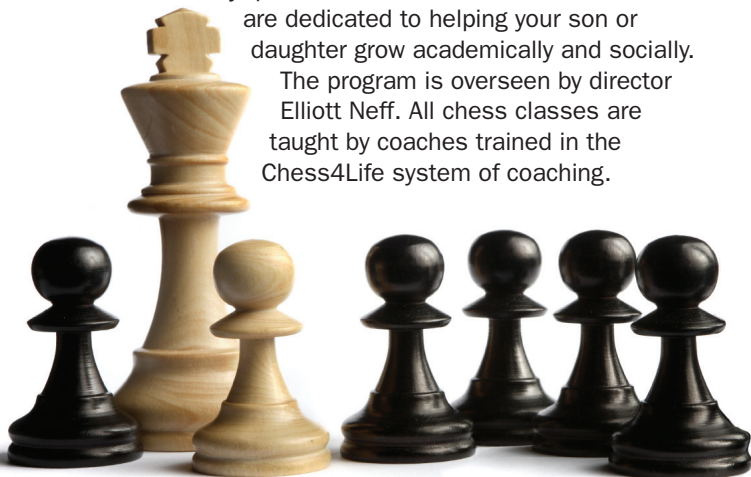 are dedicated to helping your son or
daughter grow academically and socially.
The program is overseen by director
Elliott Neff. All chess classes are
taught by coaches trained in the
Chess4Life system of coaching.